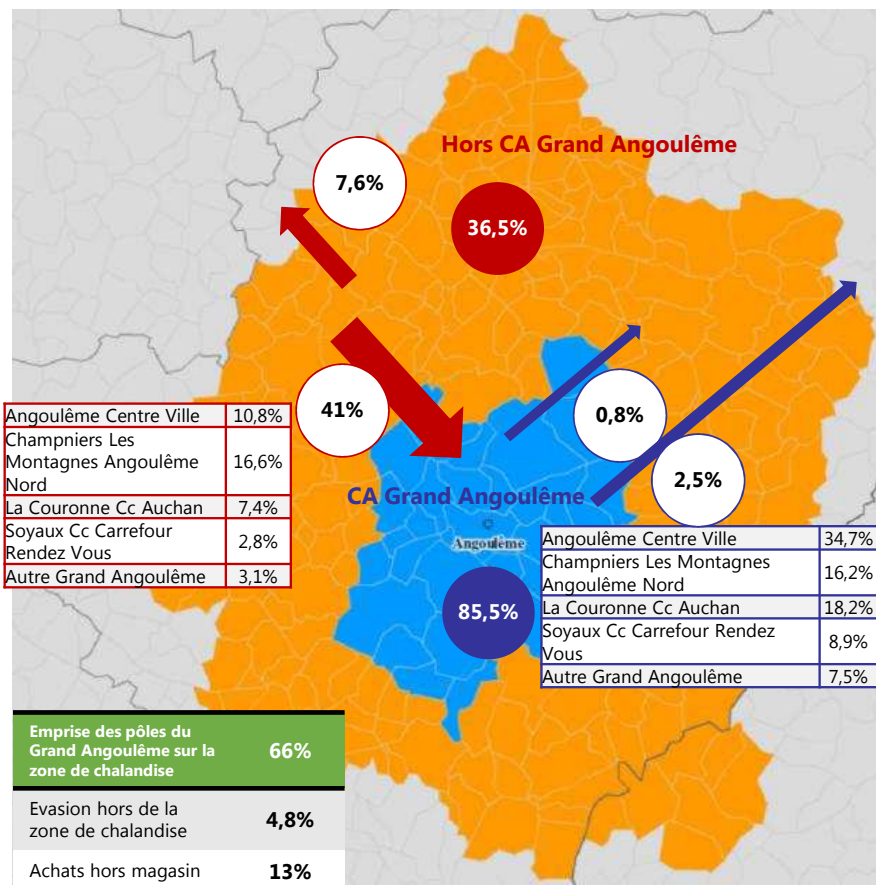 Hors CA Grand Angoulême
7,6%
36,5%
41%
Angoulême Centre Ville 10,8%
Champniers Les
Montagnes Angoulême 16,6%
Nord
La Couronne Cc Auchan 7,4%
Soyaux Cc Carrefour 2,8%
Rendez Vous
Autre Grand Angoulême 3,1%
0,8%
2,5%
CA Grand Angoulême
Angoulême
85,5%
Angoulême Centre Ville 34,7%
Champniers Les Montagnes 16,2%
Angoulême Nord
La Couronne Cc Auchan 18,2%
Soyaux Cc Carrefour Rendez 8,9%
Vous
Autre Grand Angoulême 7,5%
Emprise des pôles du
Grand Angoulême sur la 66%
zone de chalandise
Evasion hors de la 4,8%
zone de chalandise
Achats hors magasin 13%